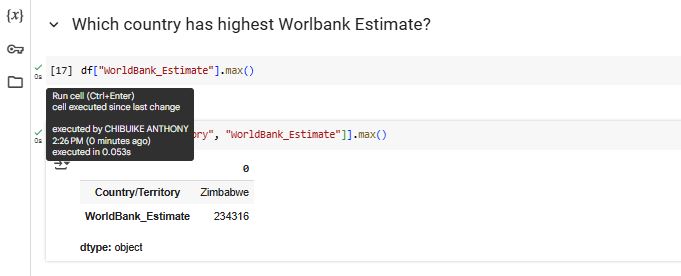 {x}
Which country has highest Worlbank Estimate?
[17] df["WorldBank_Estimate"].max()
0s
Run cell (Ctrl+Enter)
cell executed since last change
executed by CHIBUIKE ANTHONY
2:26 PM (0 minutes ago)
executed in 0.053s
0s
ory", "WorldBank_Estimate"]].max()
0
Country/Territory Zimbabwe
WorldBank_Estimate 234316
dtype: object